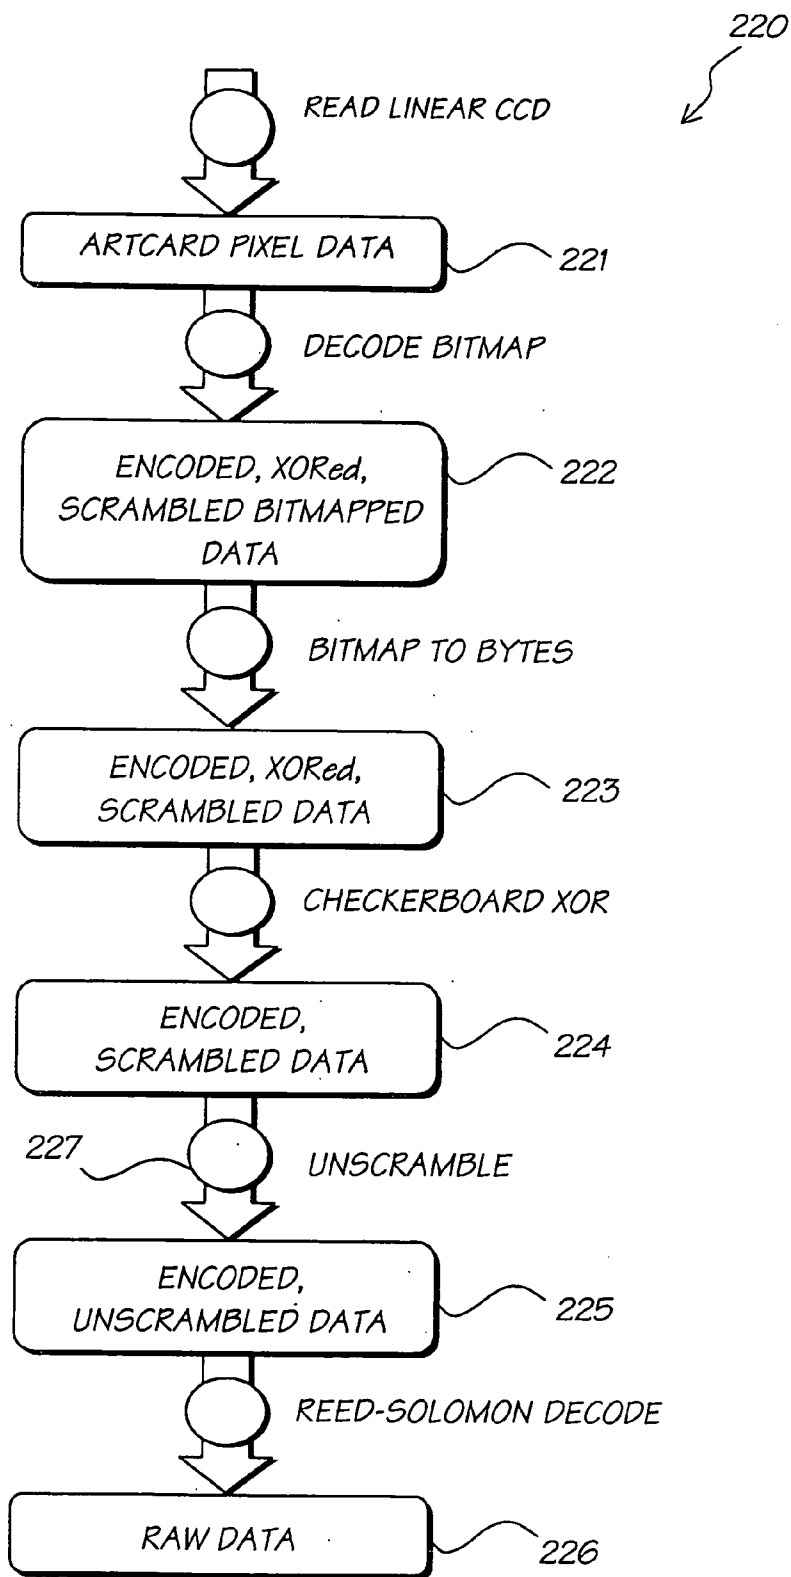 220
READ LINEAR CCD
ARTCARD PIXEL DATA
221
DECODE BITMAP
ENCODED, XORed,
SCRAMBLED BITMAPPED
DATA
222
BITMAP TO BYTES
ENCODED, XORed,
SCRAMBLED DATA
223
CHECKERBOARD XOR
ENCODED,
SCRAMBLED DATA
224
227
UNSCRAMBLE
ENCODED,
UNSCRAMBLED DATA
225
REED-SOLOMON DECODE
RAW DATA
226